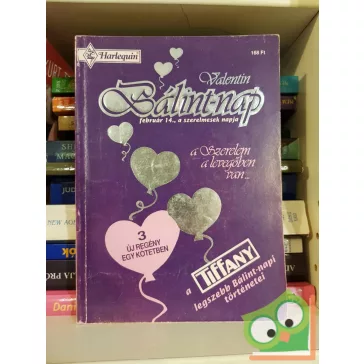 Harlequin
168 Ft
Valentin
Bálint-nap
február 14., a szerelmesek napja
a Szerelem
a levegőben
van...
3
ÚJ REGÉNY
EGY KÖTETBEN
a TIFFANY
legszebb Bálint-napi
történetei